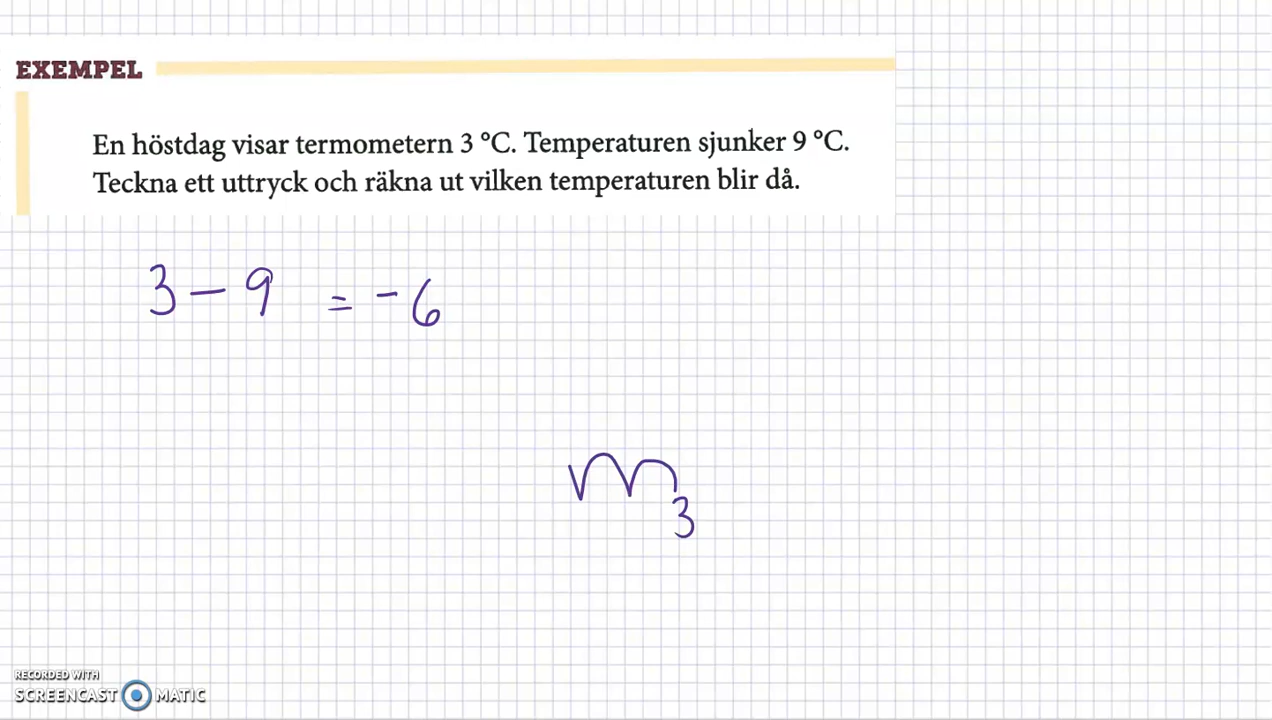 EXEMPEL
En höstdag visar termometern 3 °C. Temperaturen sjunker 9 °C.
Teckna ett uttryck och räkna ut vilken temperaturen blir då.
3 - 9 = -6
3
RECORDED WITH
SCREENCAST MATIC